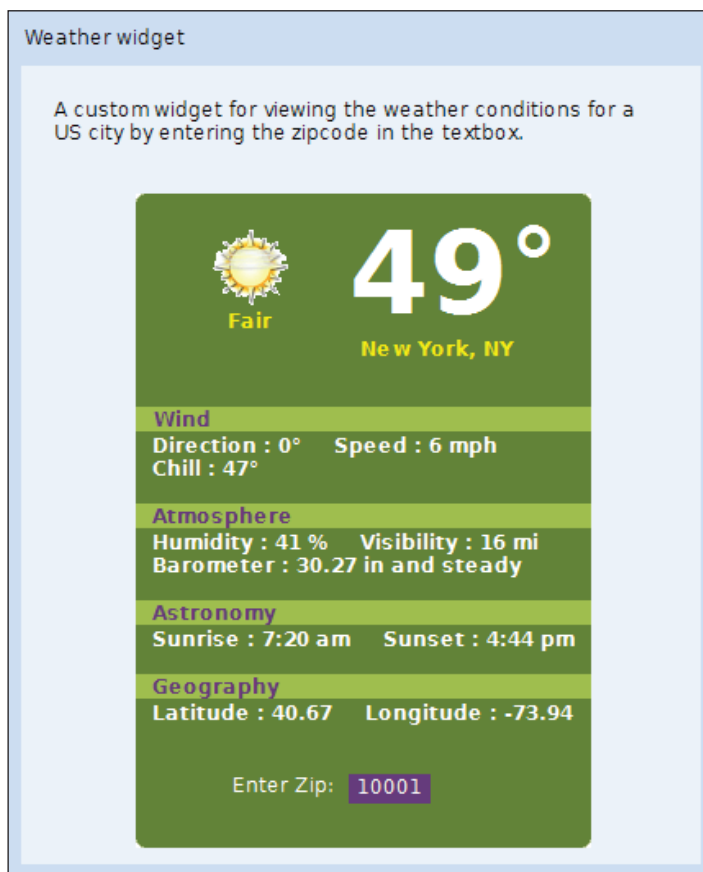 Weather widget
A custom widget for viewing the weather conditions for a
US city by entering the zipcode in the textbox.
49°
Fair
New York, NY
Wind
Direction : 0° Speed : 6 mph
Chill : 47°
Atmosphere
Humidity : 41 % Visibility : 16 mi
Barometer : 30.27 in and steady
Astronomy
Sunrise : 7:20 am Sunset : 4:44 pm
Geography
Latitude : 40.67 Longitude : -73.94
Enter Zip: 10001